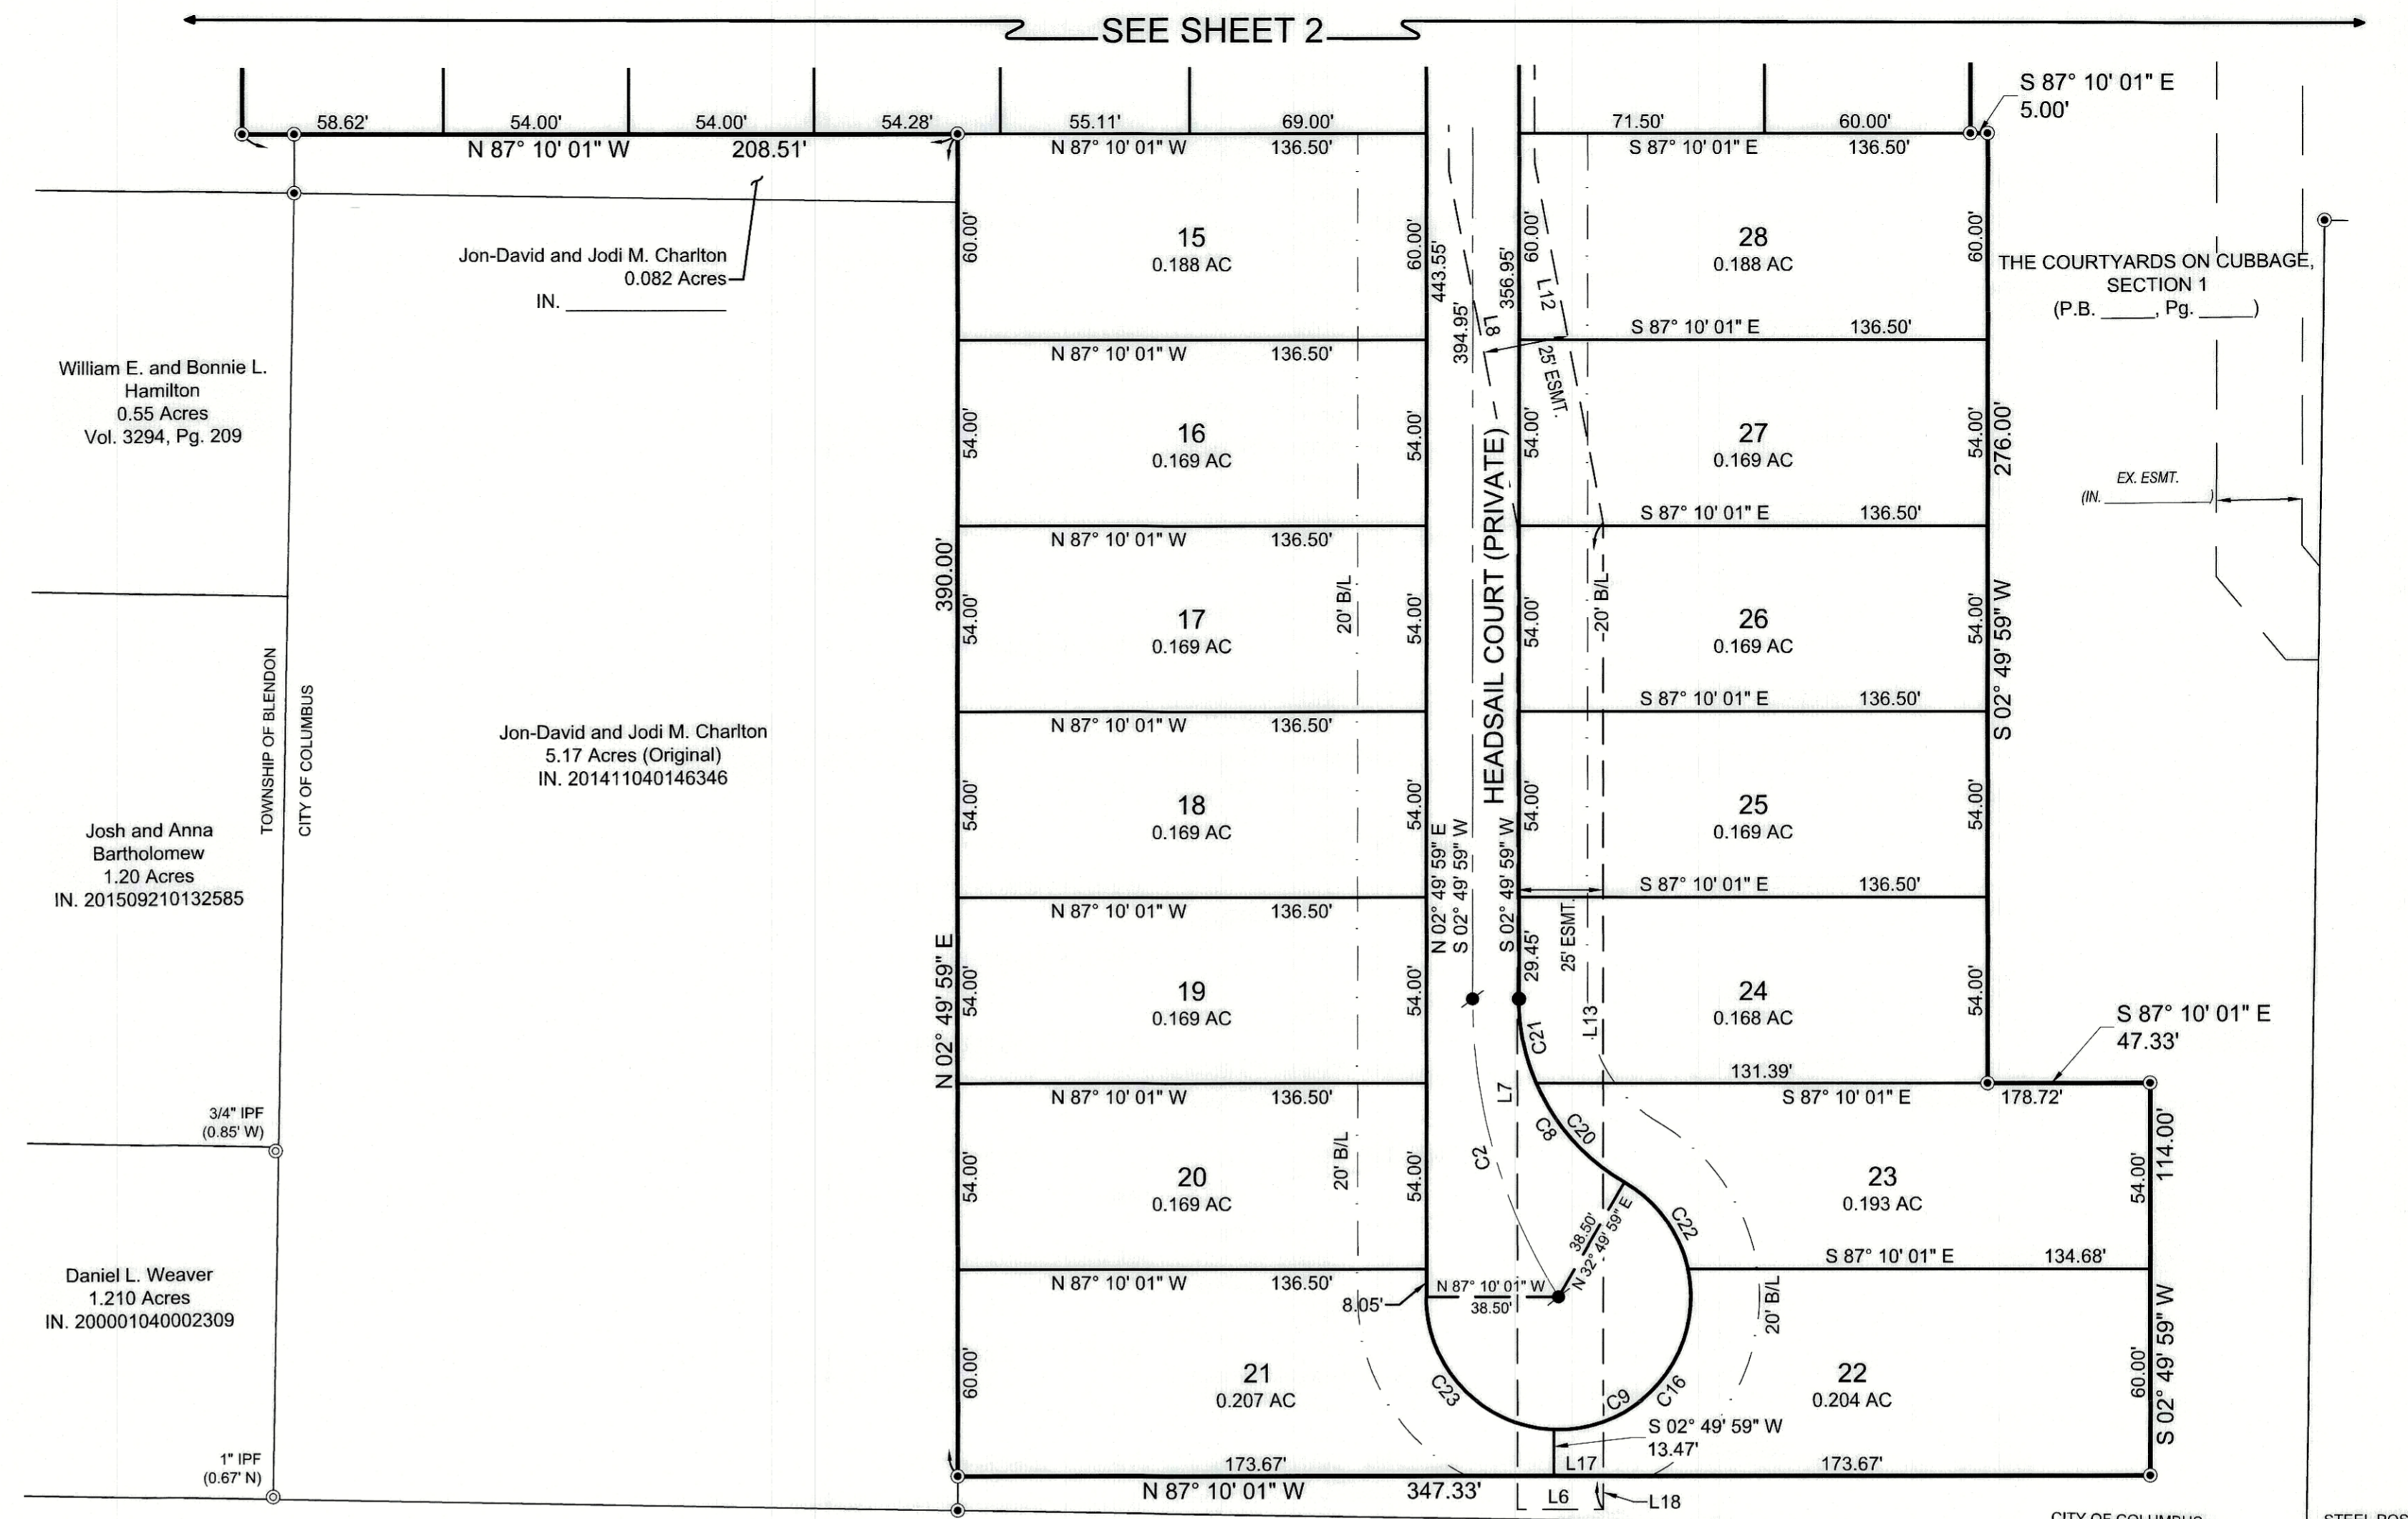 SEE SHEET 2
S 87° 10' 01" E
5.00'
58.62'
54.00'
54.00'
54.28'
55.11'
69.00'
71.50'
60.00'
N 87° 10' 01" W
208.51'
N 87° 10' 01" W
136.50'
S 87° 10' 01" E
136.50'
Jon-David and Jodi M. Charlton
0.082 Acres
IN.
60.00'
15
0.188 AC
60.00'
443.55'
394.95'
L8
356.95'
60.00'
L12
25' ESMT.
28
0.188 AC
60.00'
THE COURTYARDS ON CUBBAGE,
SECTION 1
(P.B. _____, Pg. _____)
N 87° 10' 01" W
136.50'
S 87° 10' 01" E
136.50'
William E. and Bonnie L.
Hamilton
0.55 Acres
Vol. 3294, Pg. 209
54.00'
16
0.169 AC
54.00'
54.00'
27
0.169 AC
54.00'
276.00'
EX. ESMT.
(IN. __________)
N 87° 10' 01" W
136.50'
S 87° 10' 01" E
136.50'
390.00'
54.00'
17
0.169 AC
20' B/L
54.00'
HEADSAIL COURT (PRIVATE)
54.00'
20' B/L
26
0.169 AC
54.00'
S 02° 49' 59" W
TOWNSHIP OF BLENDON
CITY OF COLUMBUS
Jon-David and Jodi M. Charlton
5.17 Acres (Original)
IN. 201411040146346
N 87° 10' 01" W
136.50'
S 87° 10' 01" E
136.50'
54.00'
18
0.169 AC
54.00'
54.00'
25
0.169 AC
54.00'
Josh and Anna
Bartholomew
1.20 Acres
IN. 201509210132585
N 87° 10' 01" W
136.50'
N 02° 49' 59" E
S 02° 49' 59" W
S 02° 49' 59" W
S 87° 10' 01" E
136.50'
N 02° 49' 59" E
54.00'
19
0.169 AC
54.00'
29.45'
25' ESMT.
C21
L13
24
0.168 AC
54.00'
S 87° 10' 01" E
47.33'
131.39'
N 87° 10' 01" W
136.50'
L7
S 87° 10' 01" E
178.72'
3/4" IPF
(0.85' W)
54.00'
20
0.169 AC
20' B/L
54.00'
C2
C8
C20
C22
23
0.193 AC
54.00'
114.00'
38.50'
N 32° 49' 59" E
S 87° 10' 01" E
134.68'
N 87° 10' 01" W
136.50'
8.05'
N 87° 10' 01" W
38.50'
20' B/L
Daniel L. Weaver
1.210 Acres
IN. 200001040002309
60.00'
21
0.207 AC
C23
C9
C16
22
0.204 AC
60.00'
S 02° 49' 59" W
S 02° 49' 59" W
13.47'
1" IPF
(0.67' N)
173.67'
L17
173.67'
N 87° 10' 01" W
347.33'
L6
L18
CITY OF COLUMBUS